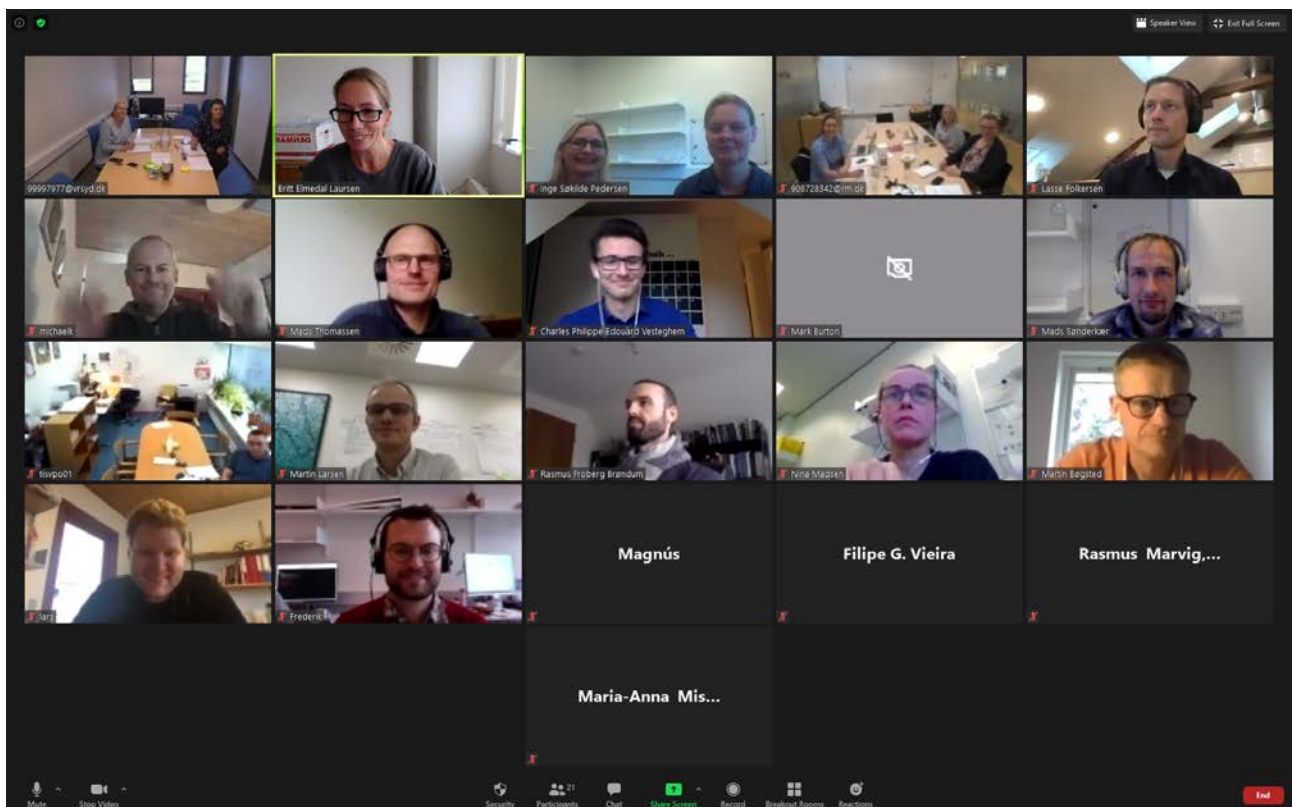 Speaker View
Exit Full Screen
99997977@vrsyd.dk
Britt Elmedal Laursen
DANMAR
Inge Søkilde Pedersen
908728342@rm.dk
Lasse Folkersen
michaelk
Mads Thomassen
Charles Philippe Edouard Vesteghem
Mark Burton
Mads Sønderkær
tisvpo01
Martin Larsen
Rasmus Froberg Brøndum
Nina Madsen
Martin Bøgsted
lars
Frederik
Magnús
Filipe G. Vieira
Rasmus Marvig,...
Maria-Anna Mis...
Mute
Stop Video
Security
Participants
21
Chat
Share Screen
Record
Breakout Rooms
Reactions
End